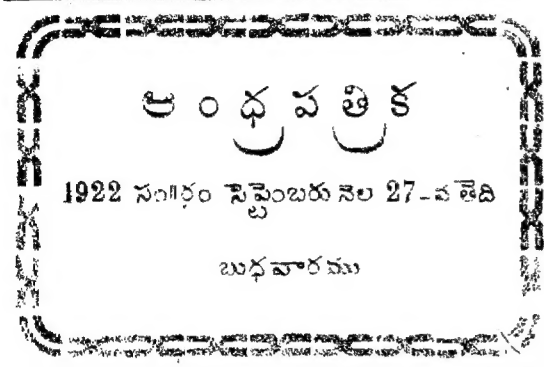 ఆంధ్రపత్రిక
1922 సం॥రం సెప్టెంబరు నెల 27-వ తేది
బుధవారము